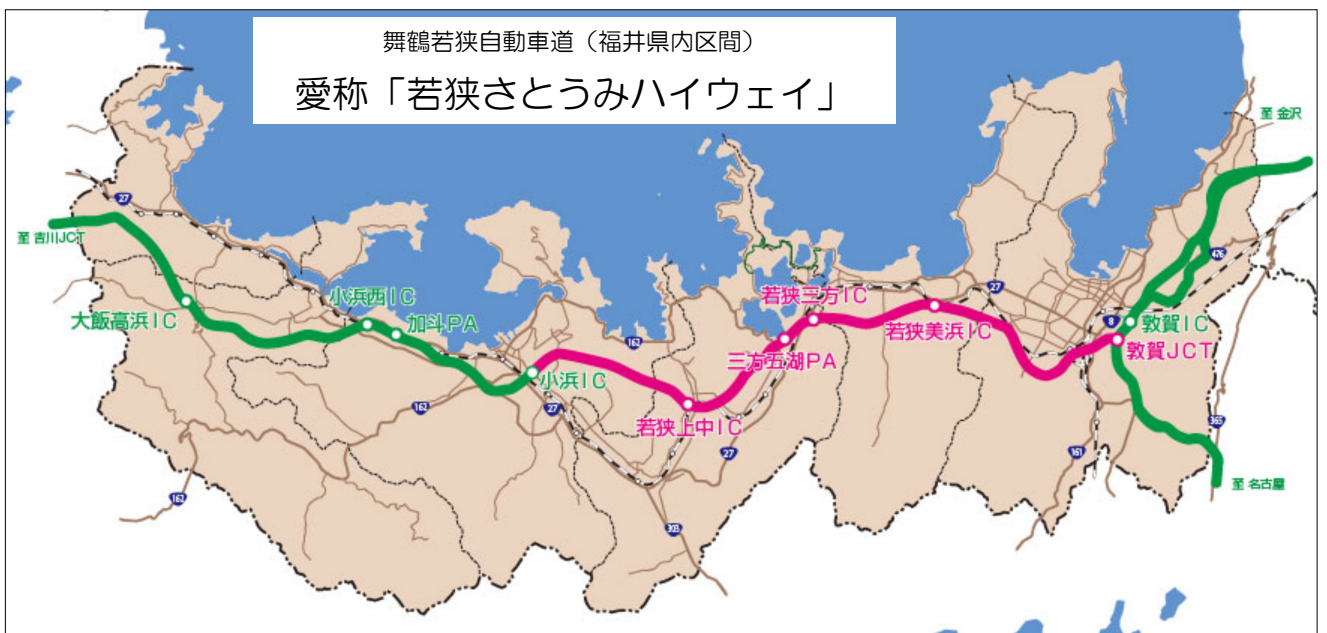 舞鶴若狭自動車道（福井県内区間）
愛称「若狭さとうみハイウェイ」
至 金沢
27
至 吉川JCT
476
小浜西IC
若狭三方IC
27
大飯高浜IC
加斗PA
若狭美浜IC
8
敦賀IC
162
三方五湖PA
敦賀JCT
小浜IC
162
27
若狭上中IC
365
27
161
至 名古屋
162
303